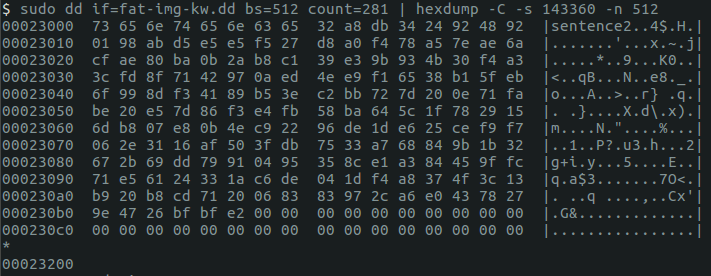 $ sudo dd if=fat-img-kw.dd bs=512 count=281 | hexdump -C -s 143360 -n 512
00023000  73 65 6e 74 65 6e 63 65  32 a8 db 34 24 92 48 92  |sentence2..4$.H.|
00023010  01 98 ab d5 e5 e5 f5 27  d8 a0 f4 78 a5 7e ae 6a  |.......'...x.~.j|
00023020  cf ae 80 ba 0b 2a b8 c1  39 e3 9b 93 4b 30 f4 a3  |.....*..9...K0..|
00023030  3c fd 8f 71 42 97 0a ed  4e e9 f1 65 38 b1 5f eb  |<..qB...N..e8._.|
00023040  6f 99 8d f3 41 89 b5 3e  c2 bb 72 7d 20 0e 71 fa  |o...A..>..r} .q.|
00023050  be 20 e5 7d 86 f3 e4 fb  58 ba 64 5c 1f 78 29 15  |. .}....X.d\.x).|
00023060  6d b8 07 e8 0b 4e c9 22  96 de 1d e6 25 ce f9 f7  |m....N."....%...|
00023070  06 2e 31 16 af 50 3f db  75 33 a7 68 84 9b 1b 32  |..1..P?.u3.h...2|
00023080  67 2b 69 dd 79 91 04 95  35 8c e1 a3 84 45 9f fc  |g+i.y...5....E..|
00023090  71 e5 61 24 33 1a c6 de  04 1d f4 a8 37 4f 3c 13  |q.a$3.......7O<.|
000230a0  b9 20 b8 cd 71 20 06 83  83 97 2c a6 e0 43 78 27  |. ..q ....,..Cx'|
000230b0  9e 47 26 bf bf e2 00 00  00 00 00 00 00 00 00 00  |.G&.............|
000230c0  00 00 00 00 00 00 00 00  00 00 00 00 00 00 00 00  |................|
*
00023200